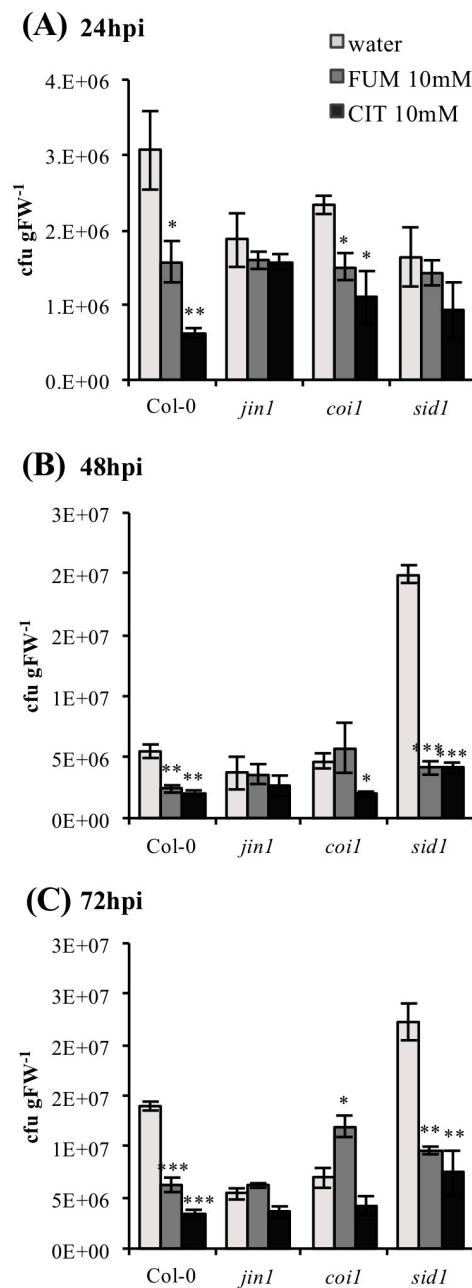 (A) 24hpi
water
FUM 10mM
CIT 10mM
4.E+06
3.E+06
2.E+06
1.E+06
0.E+00
cfu gFW⁻¹
*
**
*
*
Col-0 jin1 coi1 sid1
(B) 48hpi
3E+07
2E+07
2E+07
1E+07
5E+06
0E+00
cfu gFW⁻¹
**
**
*
***
***
Col-0 jin1 coi1 sid1
(C) 72hpi
3E+07
3E+07
2E+07
2E+07
1E+07
5E+06
0E+00
cfu gFW⁻¹
***
***
*
**
**
Col-0 jin1 coi1 sid1